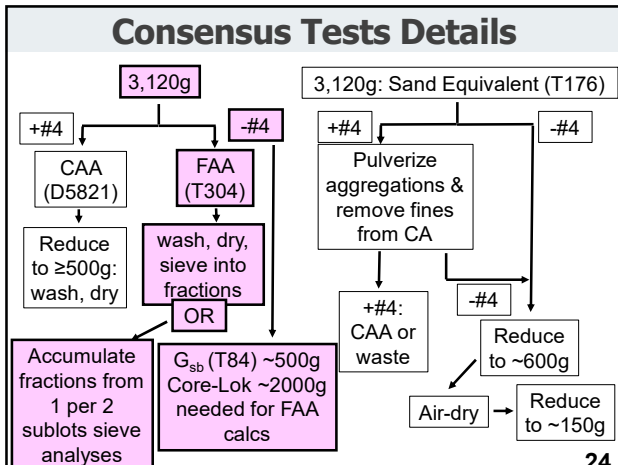 Consensus Tests Details
3,120g
+#4
-#4
CAA
(D5821)
FAA
(T304)
Reduce
to ≥500g:
wash, dry
wash, dry,
sieve into
fractions
OR
Accumulate
fractions from
1 per 2
sublots sieve
analyses
Gsb (T84) ~500g
Core-Lok ~2000g
needed for FAA
calcs
3,120g: Sand Equivalent (T176)
+#4
-#4
Pulverize
aggregations &
remove fines
from CA
-#4
+#4:
CAA or
waste
Reduce
to ~600g
Air-dry
Reduce
to ~150g
24